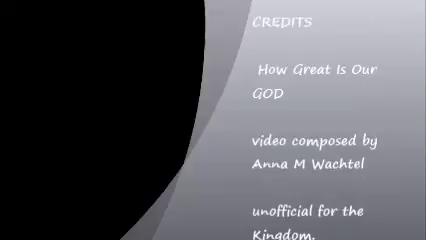 CREDITS
How Great Is Our
GOD
video composed by
Anna M Wachtel
unofficial for the
Kingdom.